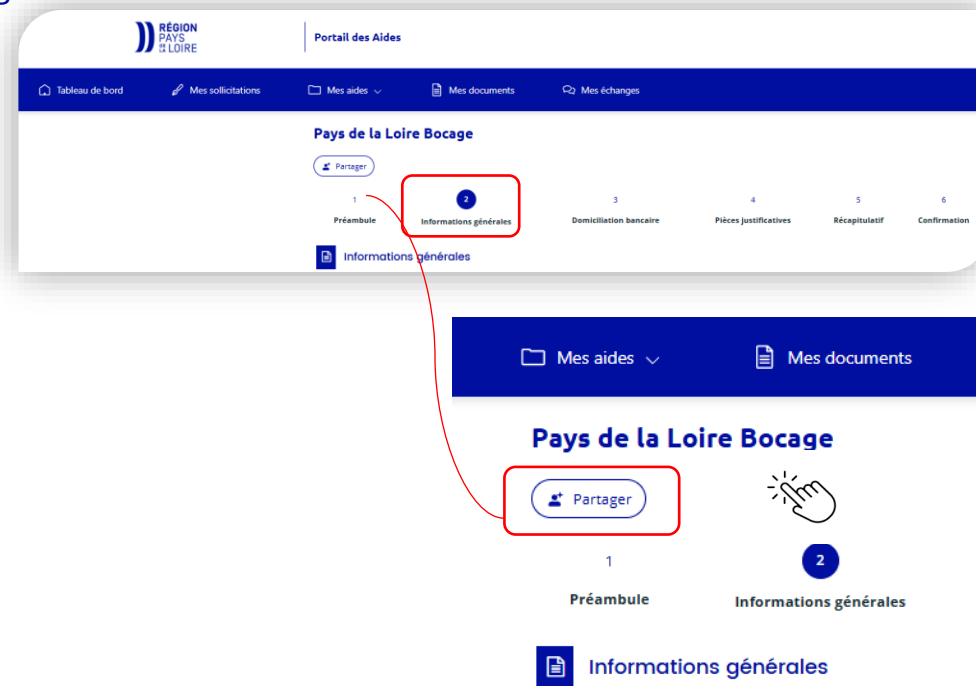 RÉGION
PAYS
DE LA LOIRE
Portail des Aides
Tableau de bord
Mes sollicitations
Mes aides
Mes documents
Mes échanges
Pays de la Loire Bocage
Partager
1
2
3
4
5
6
Préambule
Informations générales
Domiciliation bancaire
Pièces justificatives
Récapitulatif
Confirmation
Informations générales
Mes aides
Mes documents
Pays de la Loire Bocage
Partager
1
2
Préambule
Informations générales
Informations générales